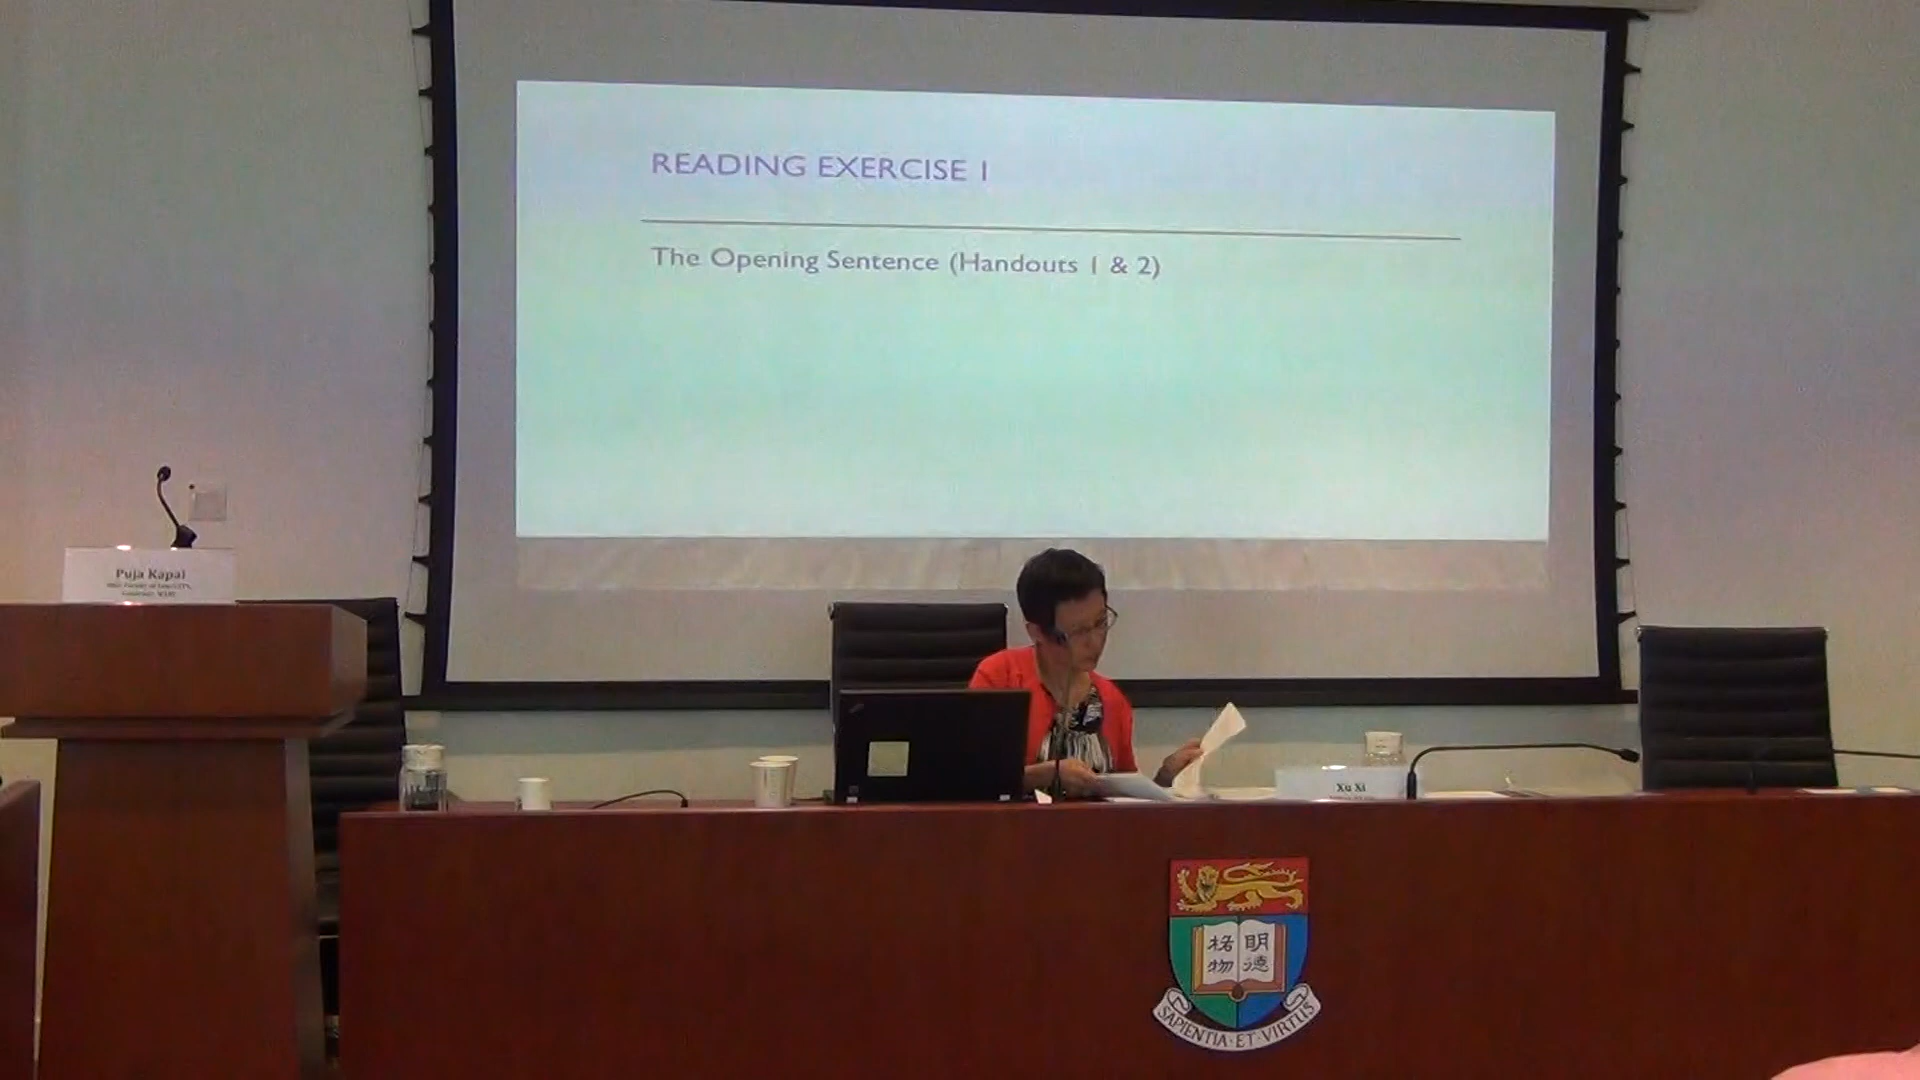 READING EXERCISE 1
The Opening Sentence (Handouts 1 & 2)
Puja Kapai
Xu Xi
格 明
物 德
SAPIENTIA·ET·VIRTUS